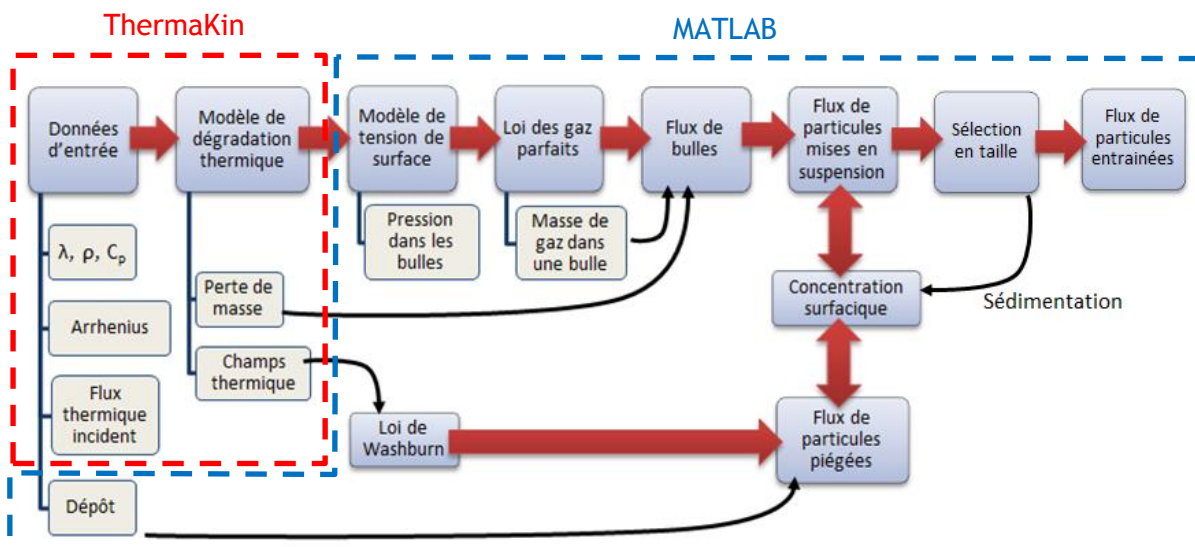 ThermaKin
MATLAB
Données
d'entrée
Modèle de
dégradation
thermique
Modèle de
tension de
surface
Loi des gaz
parfaits
Flux de
bulles
Flux de
particules
mises en
suspension
Sélection
en taille
Flux de
particules
entrainées
λ, ρ, Cp
Arrhenius
Flux
thermique
incident
Dépôt
Perte de
masse
Champs
thermique
Pression
dans les
bulles
Masse de
gaz dans
une bulle
Concentration
surfacique
Sédimentation
Loi de
Washburn
Flux de
particules
piégées